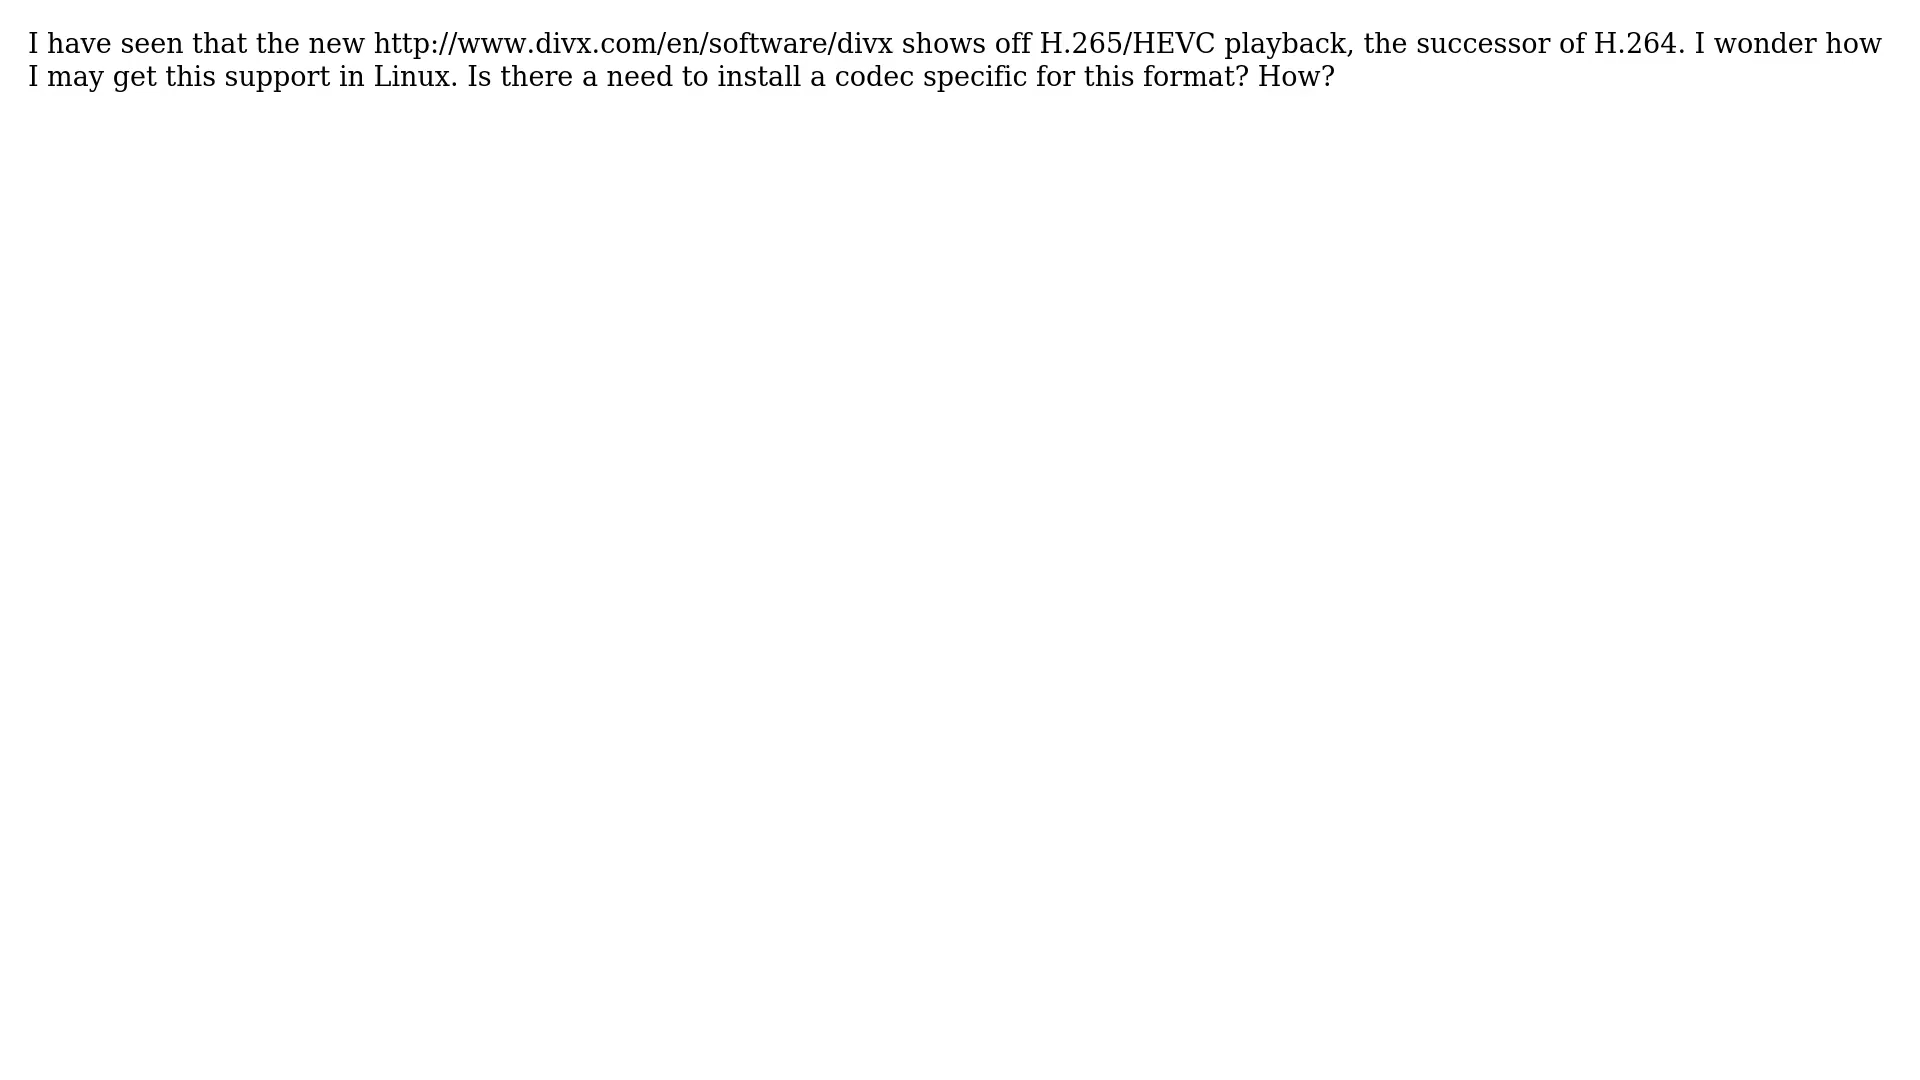 I have seen that the new http://www.divx.com/en/software/divx shows off H.265/HEVC playback, the successor of H.264. I wonder how
I may get this support in Linux. Is there a need to install a codec specific for this format? How?